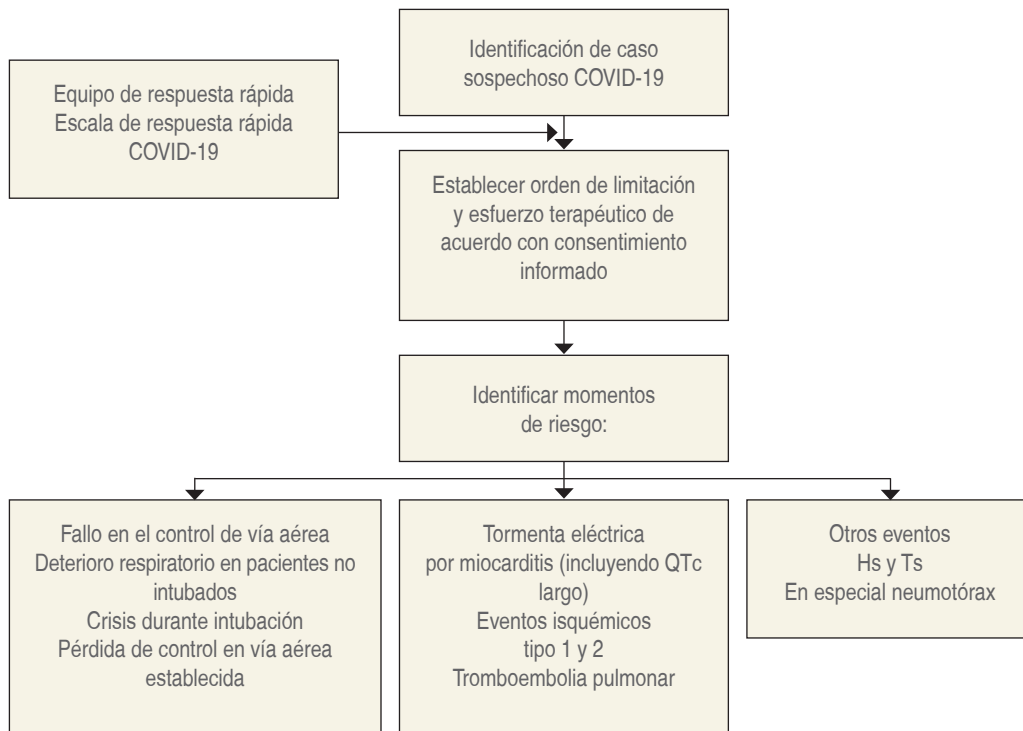 Identificación de caso
sospechoso COVID-19
Equipo de respuesta rápida
Escala de respuesta rápida
COVID-19
Establecer orden de limitación
y esfuerzo terapéutico de
acuerdo con consentimiento
informado
Identificar momentos
de riesgo:
Fallo en el control de vía aérea
Deterioro respiratorio en pacientes no
intubados
Crisis durante intubación
Pérdida de control en vía aérea
establecida
Tormenta eléctrica
por miocarditis (incluyendo QTc
largo)
Eventos isquémicos
tipo 1 y 2
Tromboembolia pulmonar
Otros eventos
Hs y Ts
En especial neumotórax